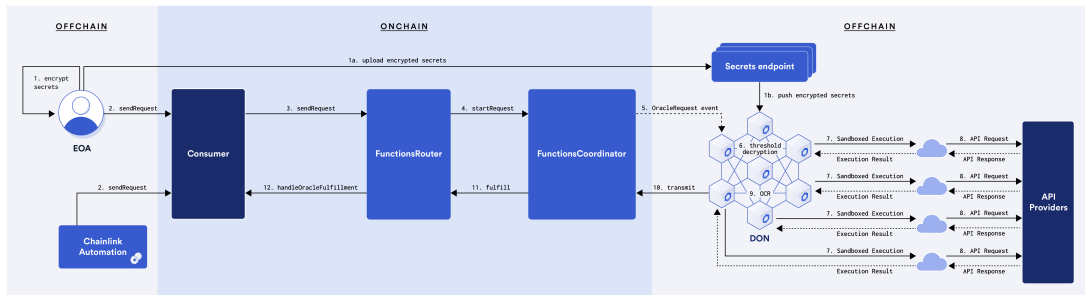 OFFCHAIN
ONCHAIN
OFFCHAIN
1a. upload encrypted secrets
Secrets endpoint
1. encrypt
secrets
1b. push encrypted secrets
2. sendRequest
3. sendRequest
4. startRequest
5. OracleRequest event
EOA
Consumer
FunctionsRouter
FunctionsCoordinator
6. threshold
decryption
7. Sandboxed Execution
8. API Request
Execution Result
API Response
7. Sandboxed Execution
8. API Request
Execution Result
API Response
2. sendRequest
12. handleOracleFulfillment
11. fulfill
10. transmit
9. OCR
API
Providers
7. Sandboxed Execution
8. API Request
Execution Result
API Response
DON
Chainlink
Automation
7. Sandboxed Execution
8. API Request
Execution Result
API Response